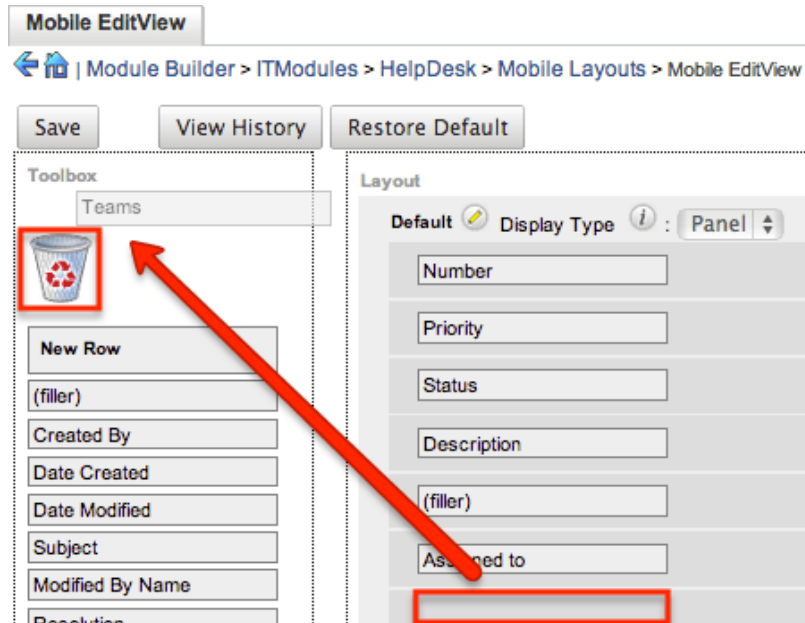 Mobile EditView
| Module Builder > ITModules > HelpDesk > Mobile Layouts > Mobile EditView
Save View History Restore Default
Toolbox
Teams
New Row
(filler)
Created By
Date Created
Date Modified
Subject
Modified By Name
Resolution
Layout
Default Display Type i : Panel
Number
Priority
Status
Description
(filler)
Assigned to